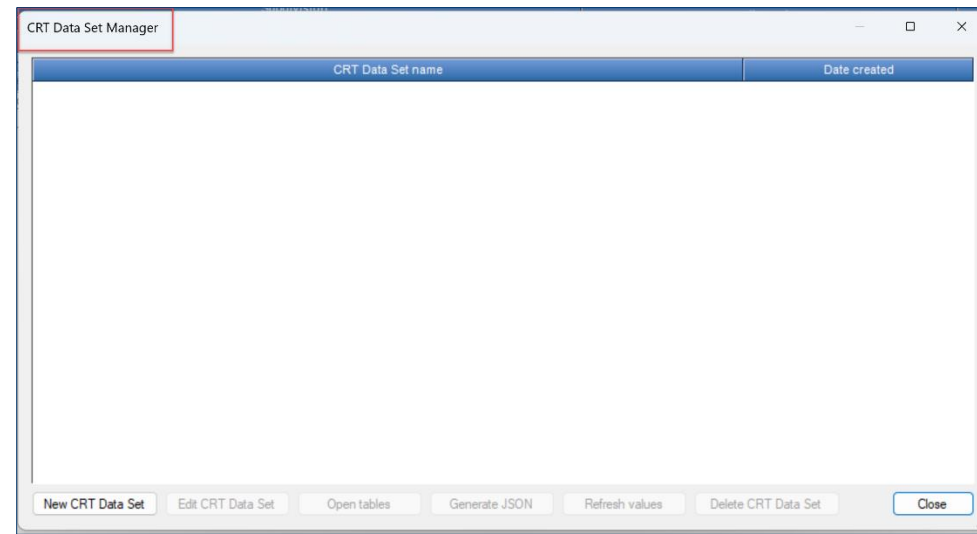 Subdivision
CRT Data Set Manager
CRT Data Set name Date created
New CRT Data Set Edit CRT Data Set Open tables Generate JSON Refresh values Delete CRT Data Set Close